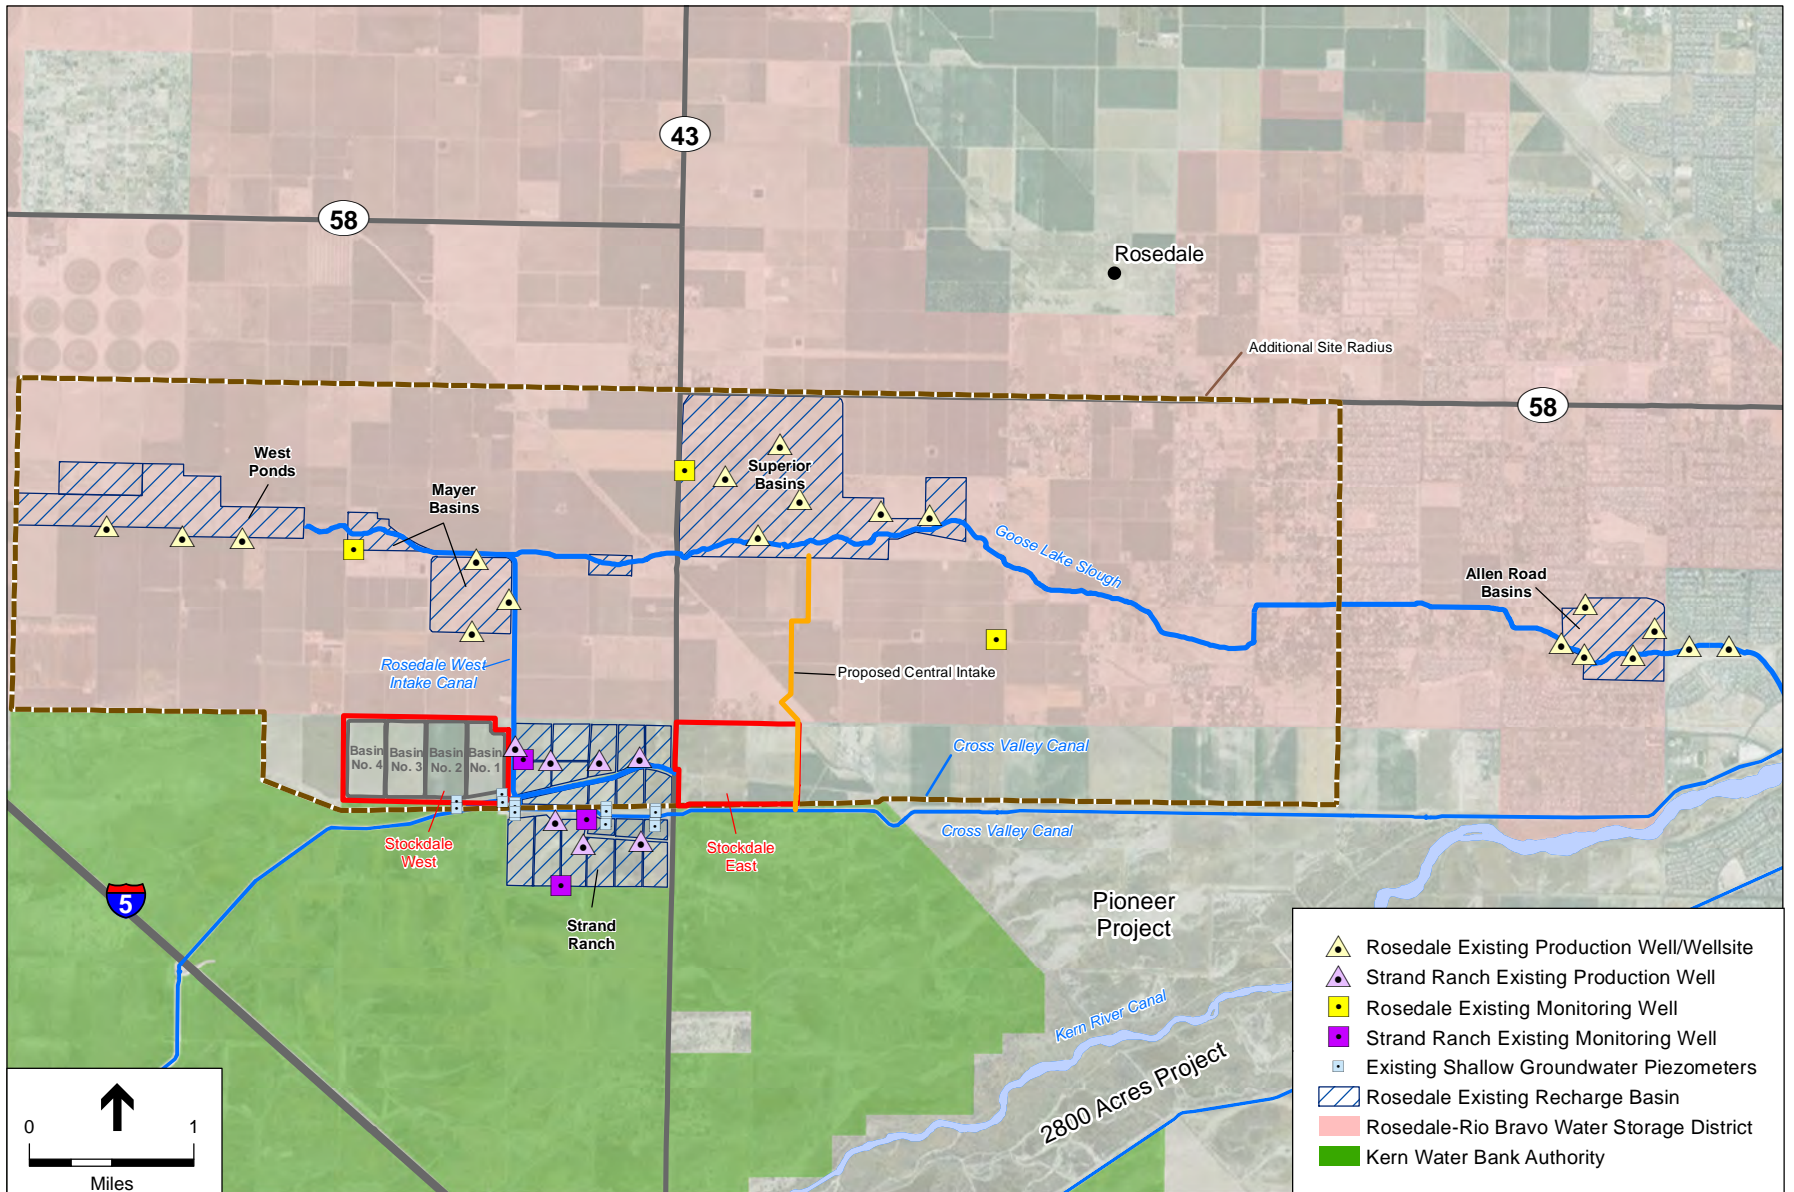 43
58
Rosedale
Additional Site Radius
58
West
Ponds
Mayer
Basins
Superior
Basins
Goose Lake Slough
Allen Road
Basins
Rosedale West
Intake Canal
Proposed Central Intake
Basin
No. 4
Basin
No. 3
Basin
No. 2
Basin
No. 1
Cross Valley Canal
Cross Valley Canal
Stockdale
West
Stockdale
East
5
Strand
Ranch
Pioneer
Project
Kern River Canal
2800 Acres Project
0
1
Miles
Rosedale Existing Production Well/Wellsite
Strand Ranch Existing Production Well
Rosedale Existing Monitoring Well
Strand Ranch Existing Monitoring Well
Existing Shallow Groundwater Piezometers
Rosedale Existing Recharge Basin
Rosedale-Rio Bravo Water Storage District
Kern Water Bank Authority